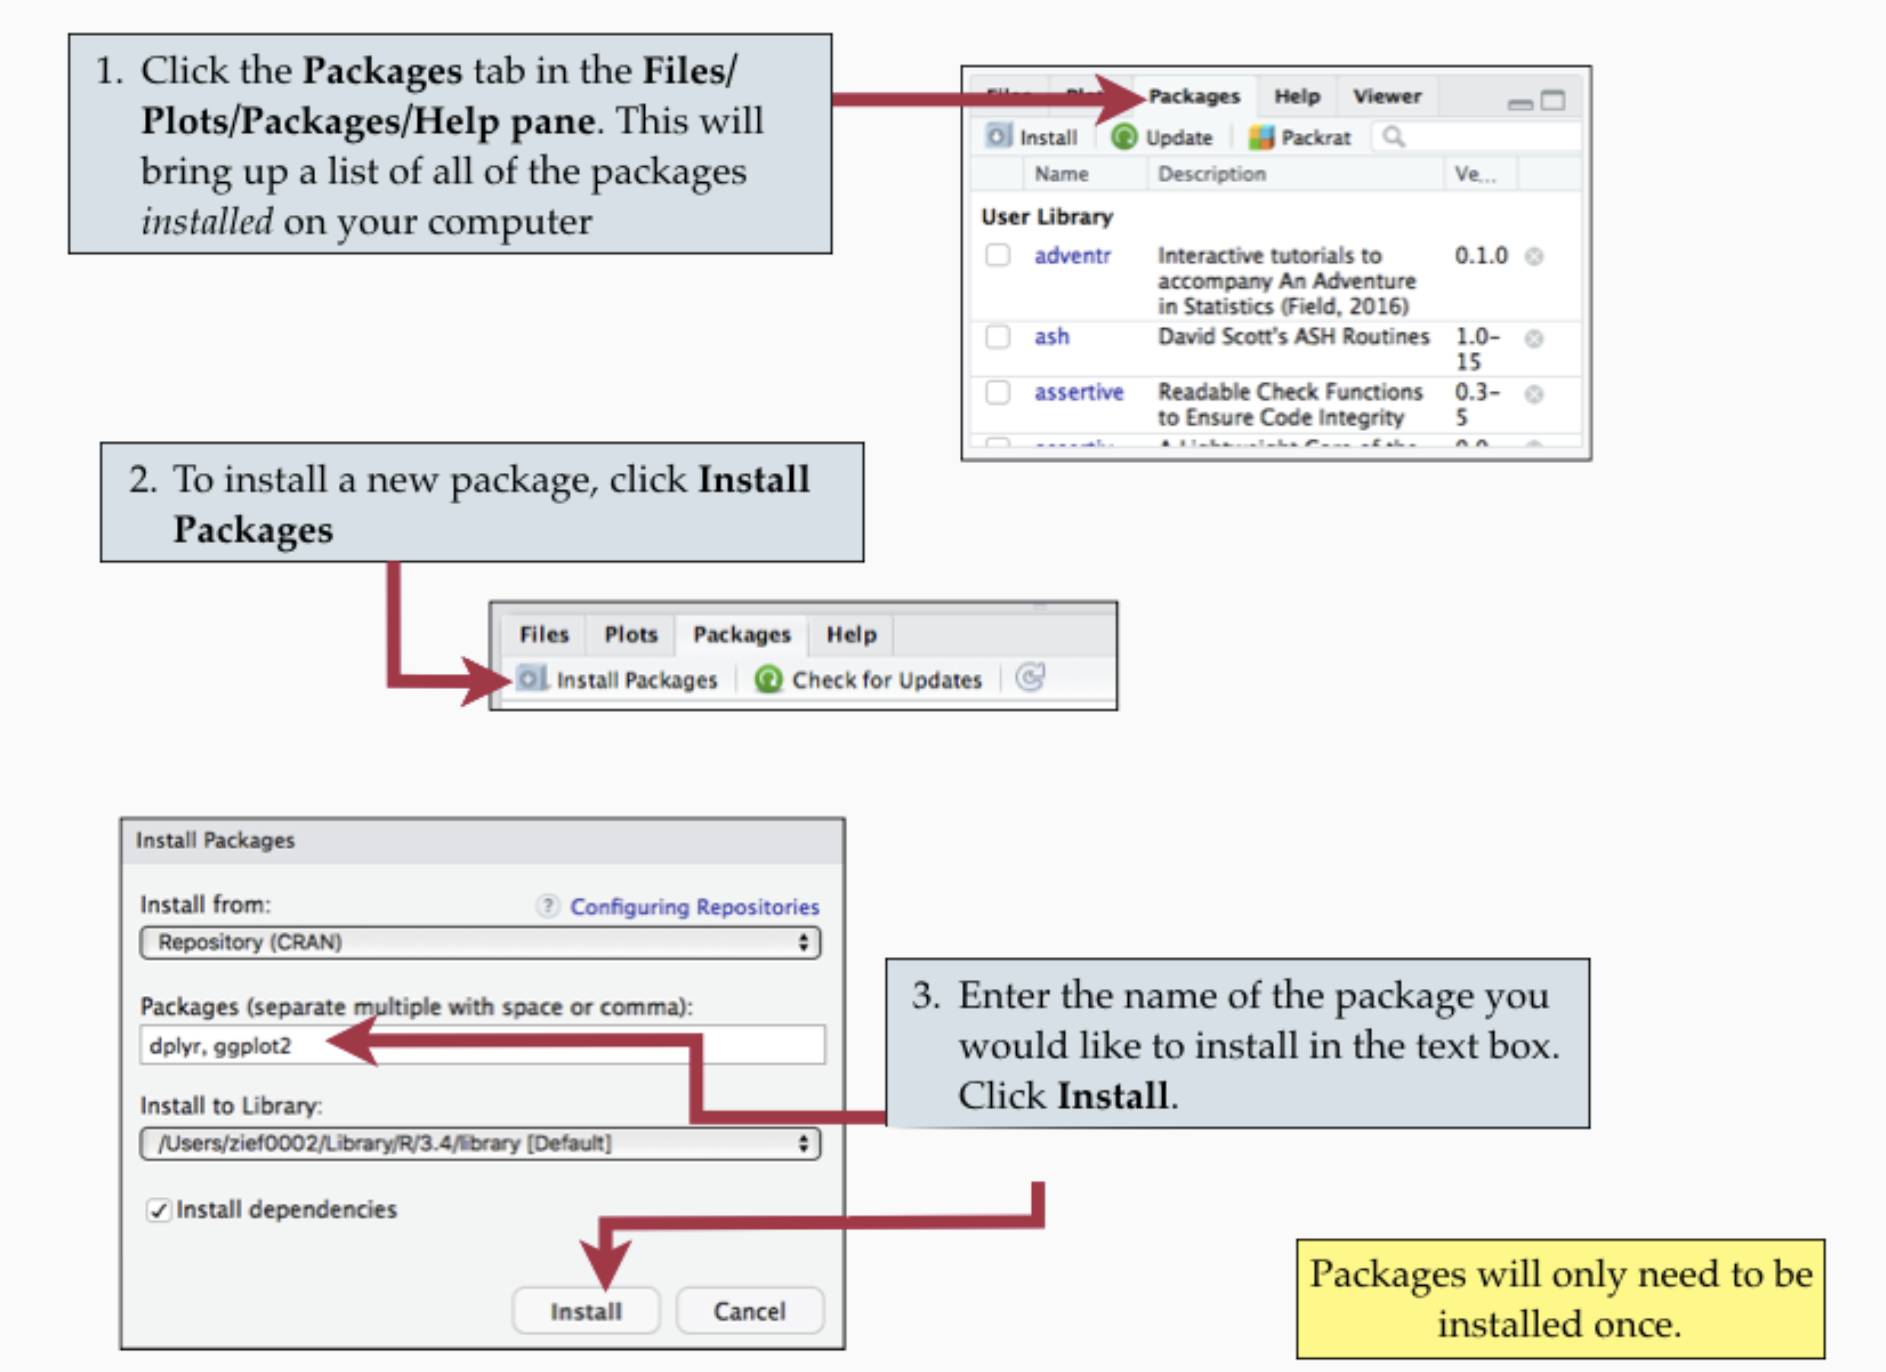 1. Click the Packages tab in the Files/
Plots/Packages/Help pane. This will
bring up a list of all of the packages
installed on your computer
Packages Help Viewer
Install Update Packrat
Name Description Ve...
User Library
adventr Interactive tutorials to 0.1.0
accompany An Adventure
in Statistics (Field, 2016)
ash David Scott's ASH Routines 1.0-
15
assertive Readable Check Functions 0.3-
to Ensure Code Integrity 5
2. To install a new package, click Install
Packages
Files Plots Packages Help
Install Packages Check for Updates
Install Packages
Install from: ? Configuring Repositories
Repository (CRAN)
Packages (separate multiple with space or comma):
dplyr, ggplot2
Install to Library:
/Users/zief0002/Library/R/3.4/library [Default]
Install dependencies
Install Cancel
3. Enter the name of the package you
would like to install in the text box.
Click Install.
Packages will only need to be
installed once.